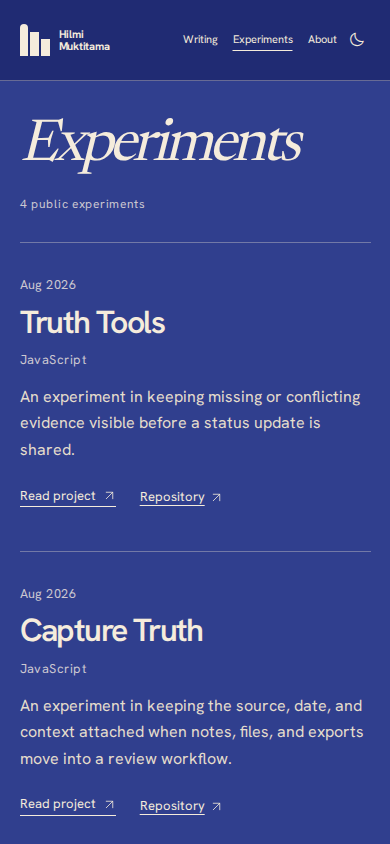 Hilmi
Muktitama
Writing Experiments About
Experiments
4 public experiments
Aug 2026
Truth Tools
JavaScript
An experiment in keeping missing or conflicting
evidence visible before a status update is
shared.
Read project Repository
Aug 2026
Capture Truth
JavaScript
An experiment in keeping the source, date, and
context attached when notes, files, and exports
move into a review workflow.
Read project Repository